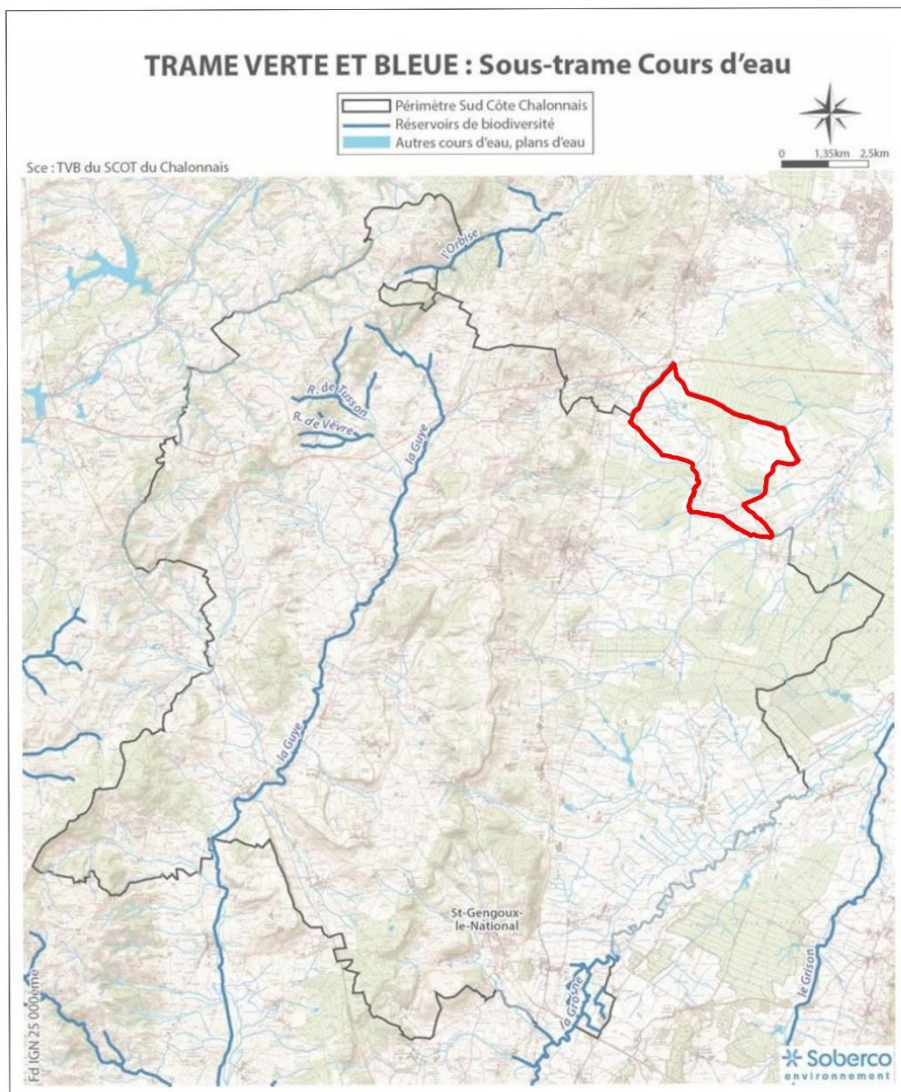 TRAME VERTE ET BLEUE : Sous-trame Cours d'eau
Périmètre Sud Côte Chalonnais
Réservoirs de biodiversité
Autres cours d'eau, plans d'eau
0 1,35km 2,5km
Sce : TVB du SCOT du Chalonnais
l'Orbise
R. de Tusson
R. de Vèvre
la Guye
la Guye
St-Gengoux-
le-National
la Grosne
le Grison
Fd IGN 25 000ème
Soberco
environnement